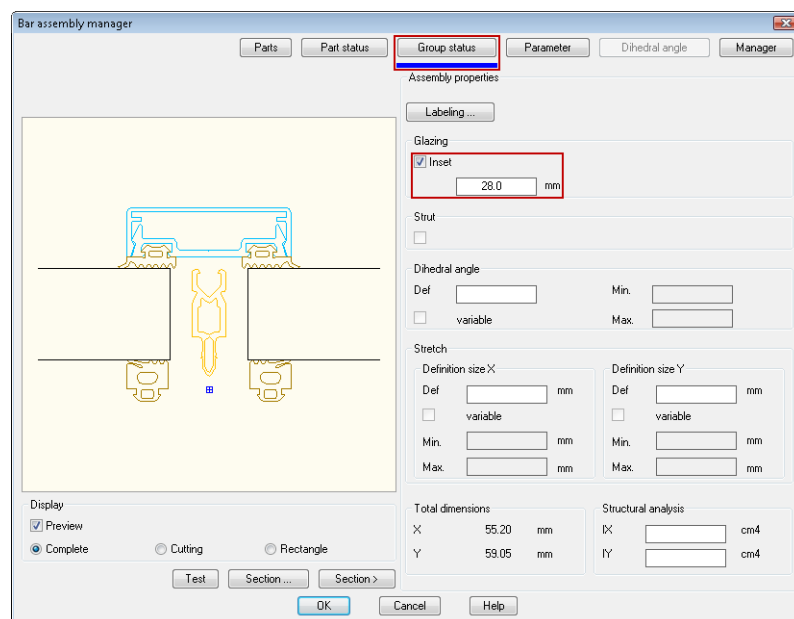 Bar assembly manager
Parts Part status Group status Parameter Dihedral angle Manager
Assembly properties
Labeling ...
Glazing
Inset
28.0 mm
Strut
Dihedral angle
Def Min.
variable Max.
Stretch
Definition size X Definition size Y
Def mm Def mm
variable variable
Min. mm Min. mm
Max. mm Max. mm
Display
Preview
Complete Cutting Rectangle
Test Section ... Section >
Total dimensions Structural analysis
X 55.20 mm IX cm4
Y 59.05 mm IY cm4
OK Cancel Help